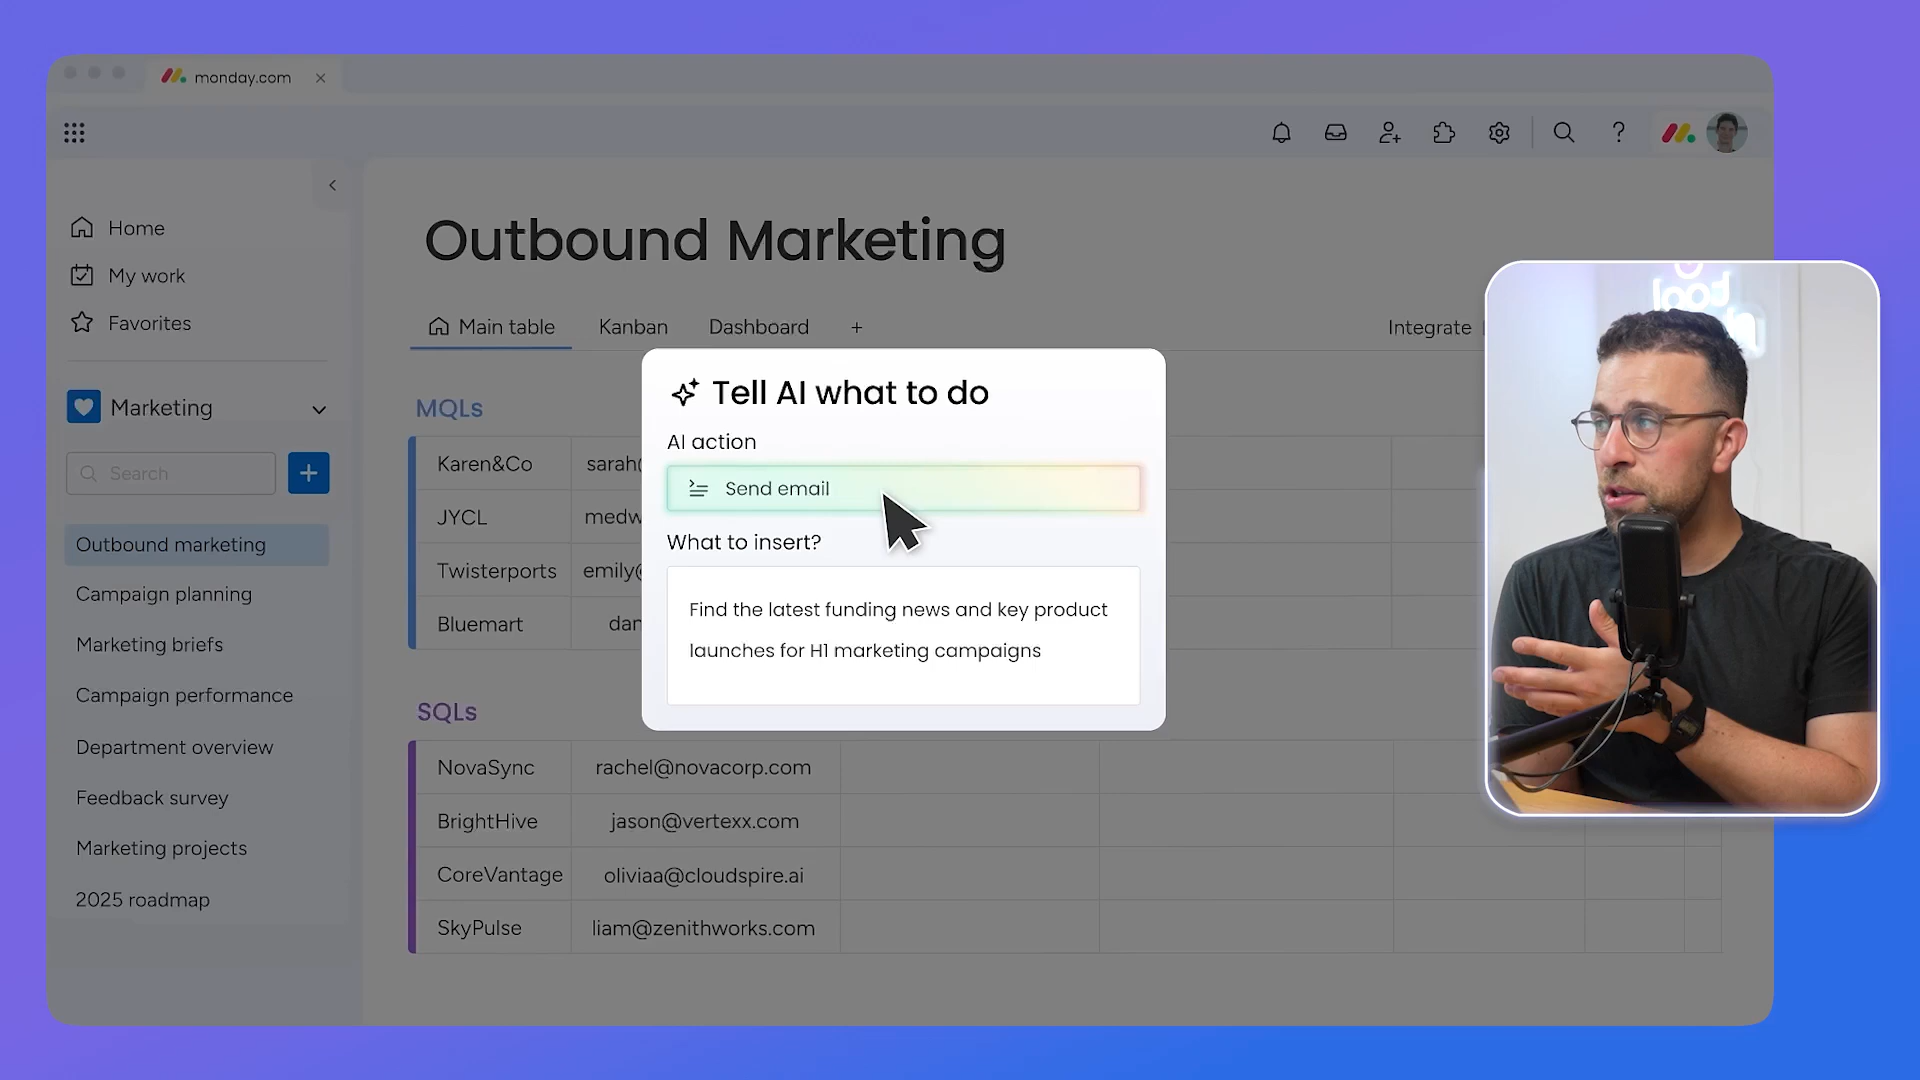 monday.com
Home
My work
Favorites
Marketing
Search
Outbound marketing
Campaign planning
Marketing briefs
Campaign performance
Department overview
Feedback survey
Marketing projects
2025 roadmap
Outbound Marketing
Main table
Kanban
Dashboard
Integrate
MQLs
Karen&Co
sarah@
JYCL
medw
Twisterports
emily@
Bluemart
dan
Tell AI what to do
AI action
Send email
What to insert?
Find the latest funding news and key product
launches for H1 marketing campaigns
SQLs
NovaSync
rachel@novacorp.com
BrightHive
jason@vertexx.com
CoreVantage
oliviaa@cloudspire.ai
SkyPulse
liam@zenithworks.com